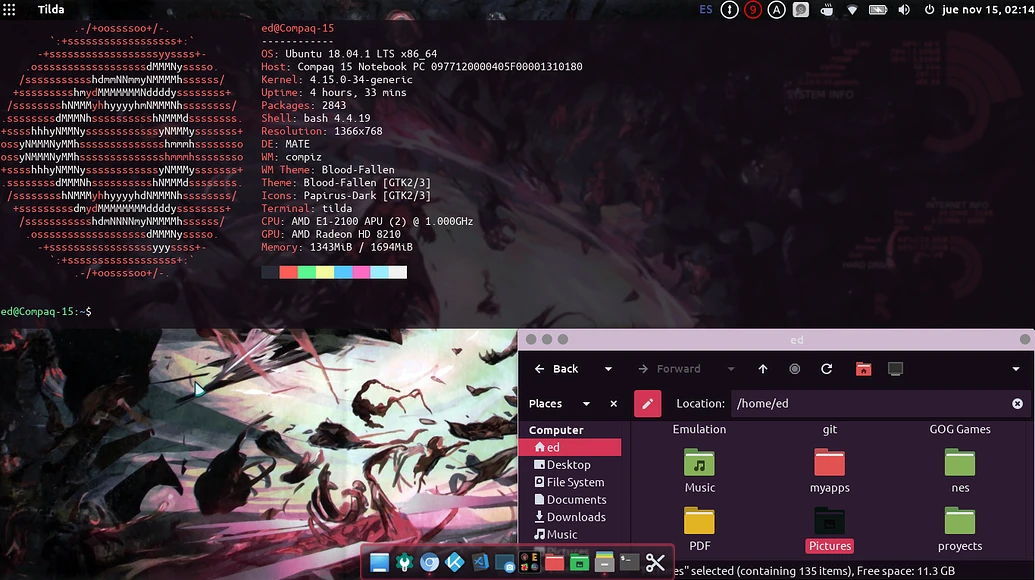 Tilda
ES
9
A
jue nov 15, 02:14
ed@Compaq-15
------------
OS: Ubuntu 18.04.1 LTS x86_64
Host: Compaq 15 Notebook PC 0977120000405F00001310180
Kernel: 4.15.0-34-generic
Uptime: 4 hours, 33 mins
Packages: 2843
Shell: bash 4.4.19
Resolution: 1366x768
DE: MATE
WM: compiz
WM Theme: Blood-Fallen
Theme: Blood-Fallen [GTK2/3]
Icons: Papirus-Dark [GTK2/3]
Terminal: tilda
CPU: AMD E1-2100 APU (2) @ 1.000GHz
GPU: AMD Radeon HD 8210
Memory: 1343MiB / 1694MiB
ed@Compaq-15:~$
SYSTEM INFO
INTERNET INFO
ed
Back
Forward
Places
Location:
/home/ed
Computer
ed
Desktop
File System
Documents
Downloads
Music
Pictures
Emulation
git
GOG Games
Music
myapps
nes
PDF
Pictures
proyects
es" selected (containing 135 items), Free space: 11.3 GB